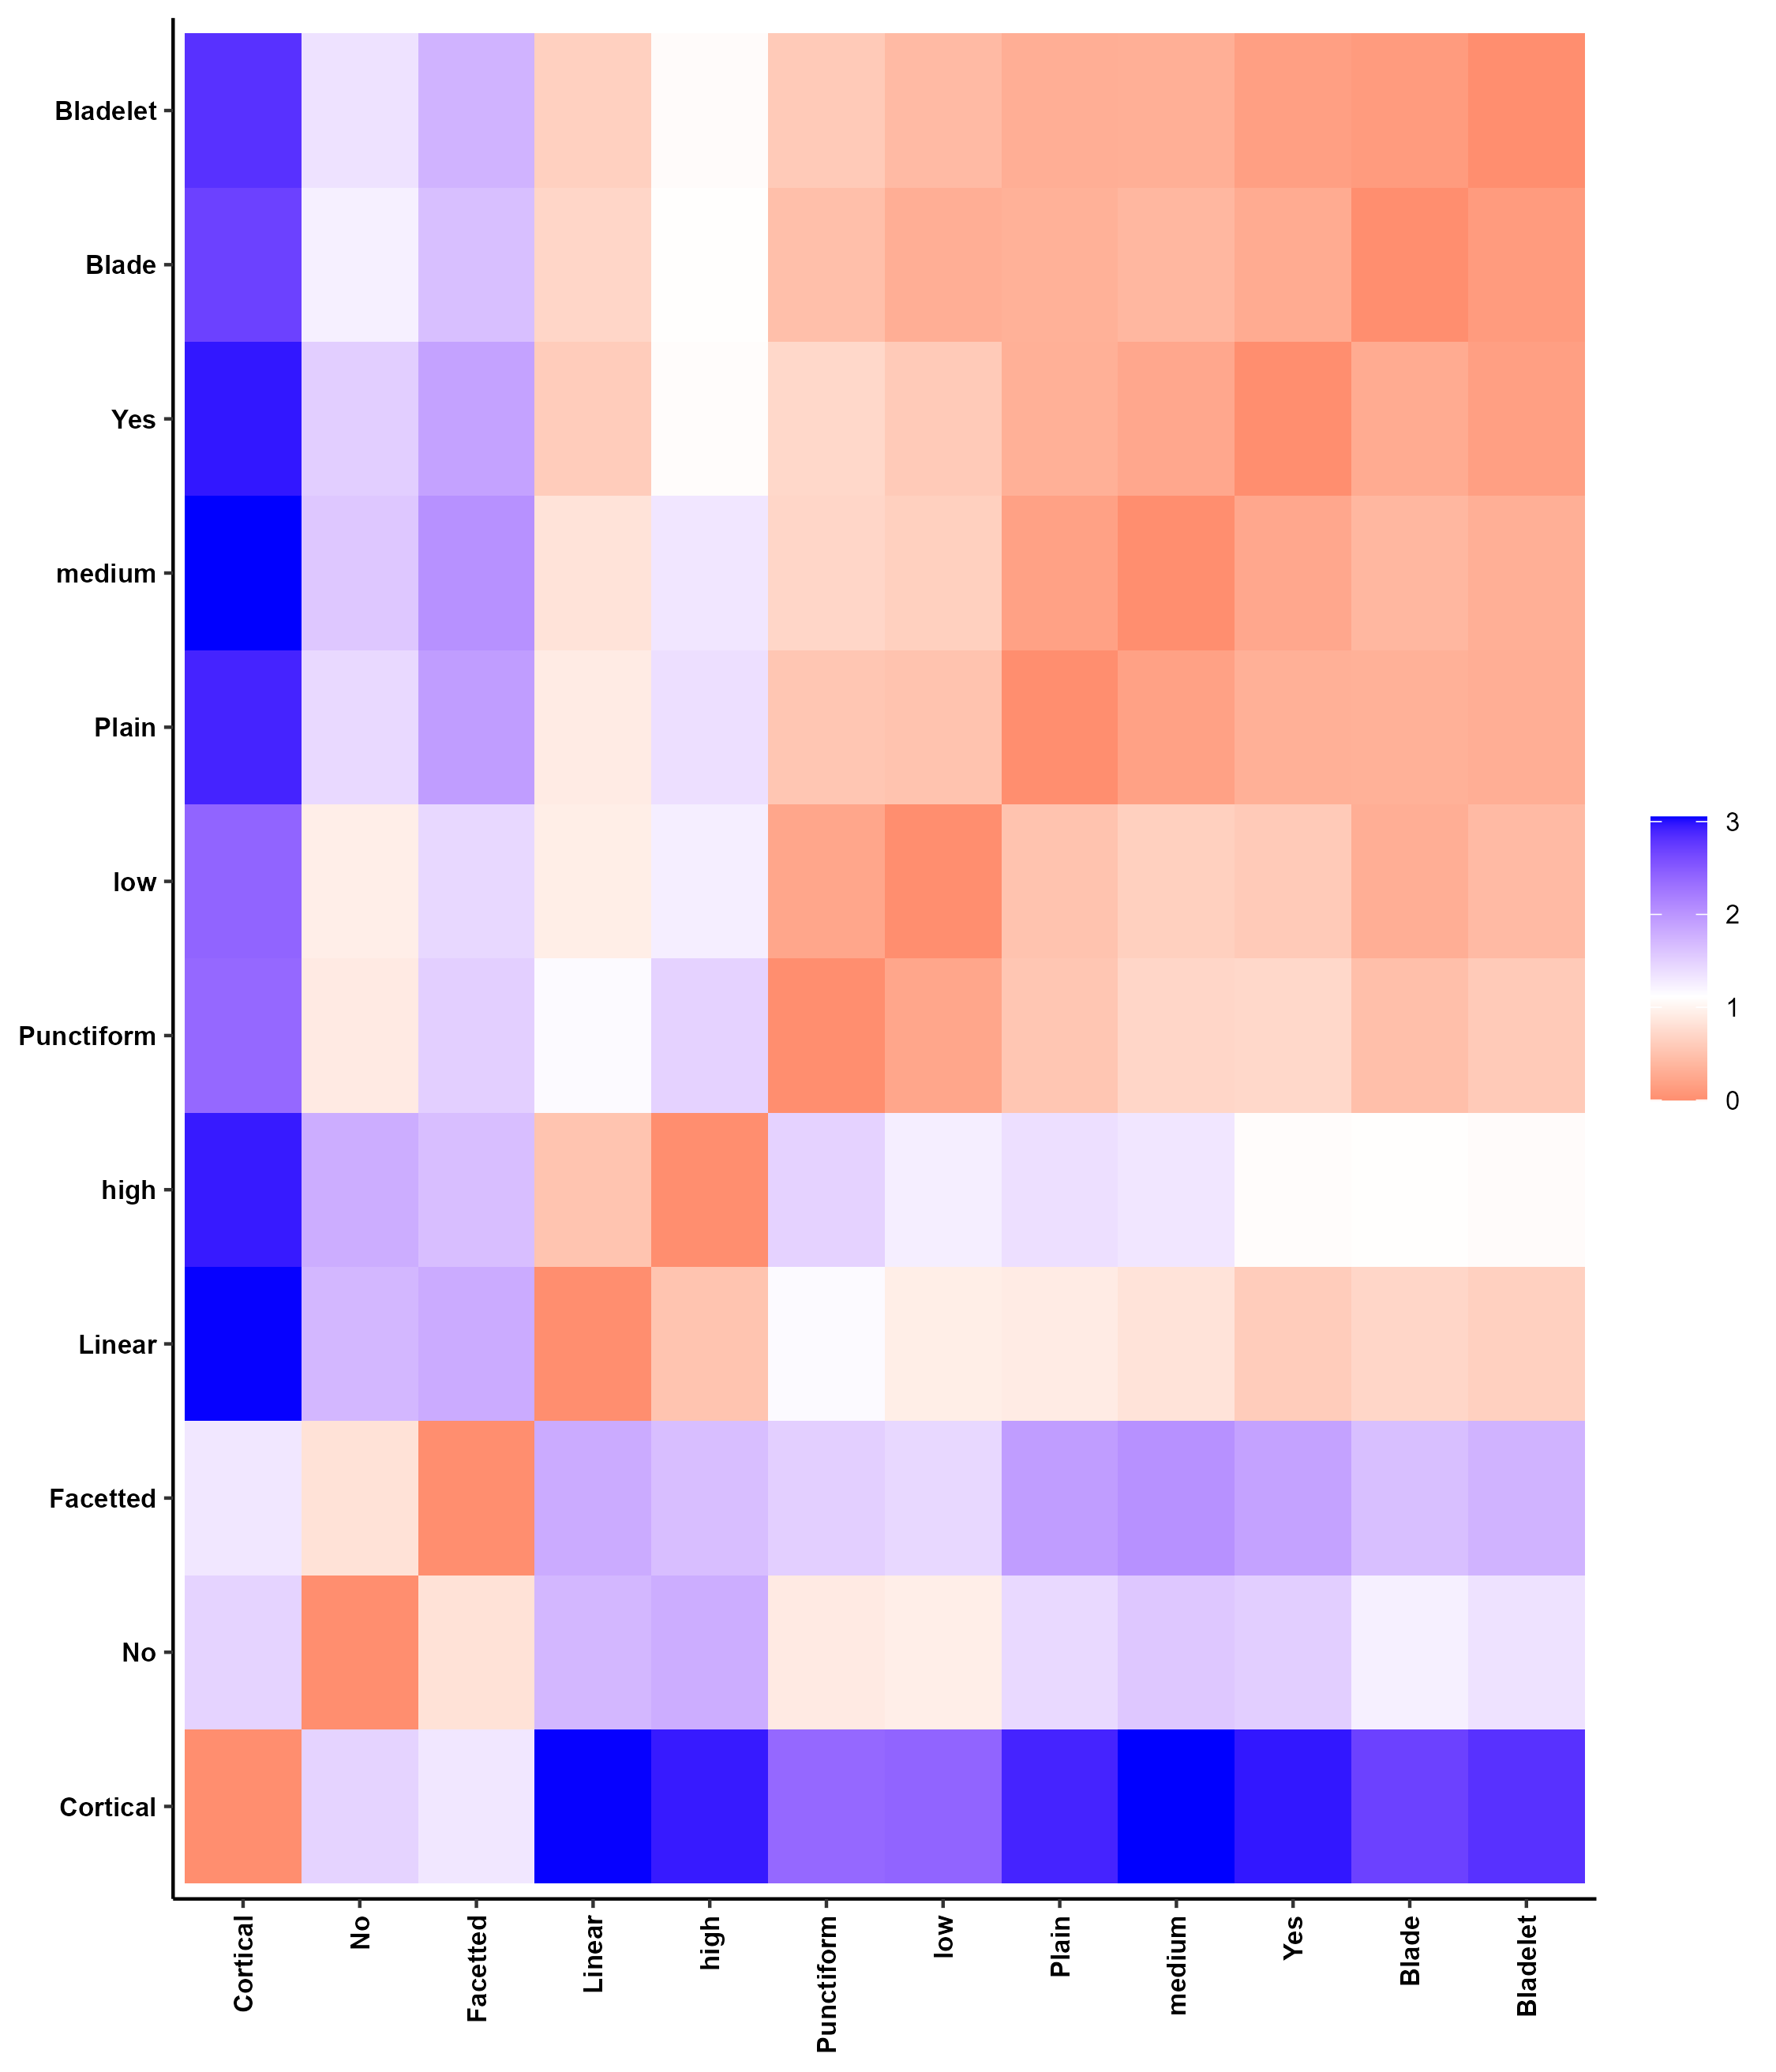 Bladelet
Blade
Yes
medium
Plain
low
Punctiform
high
Linear
Facetted
No
Cortical
3
2
1
0
Cortical
No
Facetted
Linear
high
Punctiform
low
Plain
medium
Yes
Blade
Bladelet